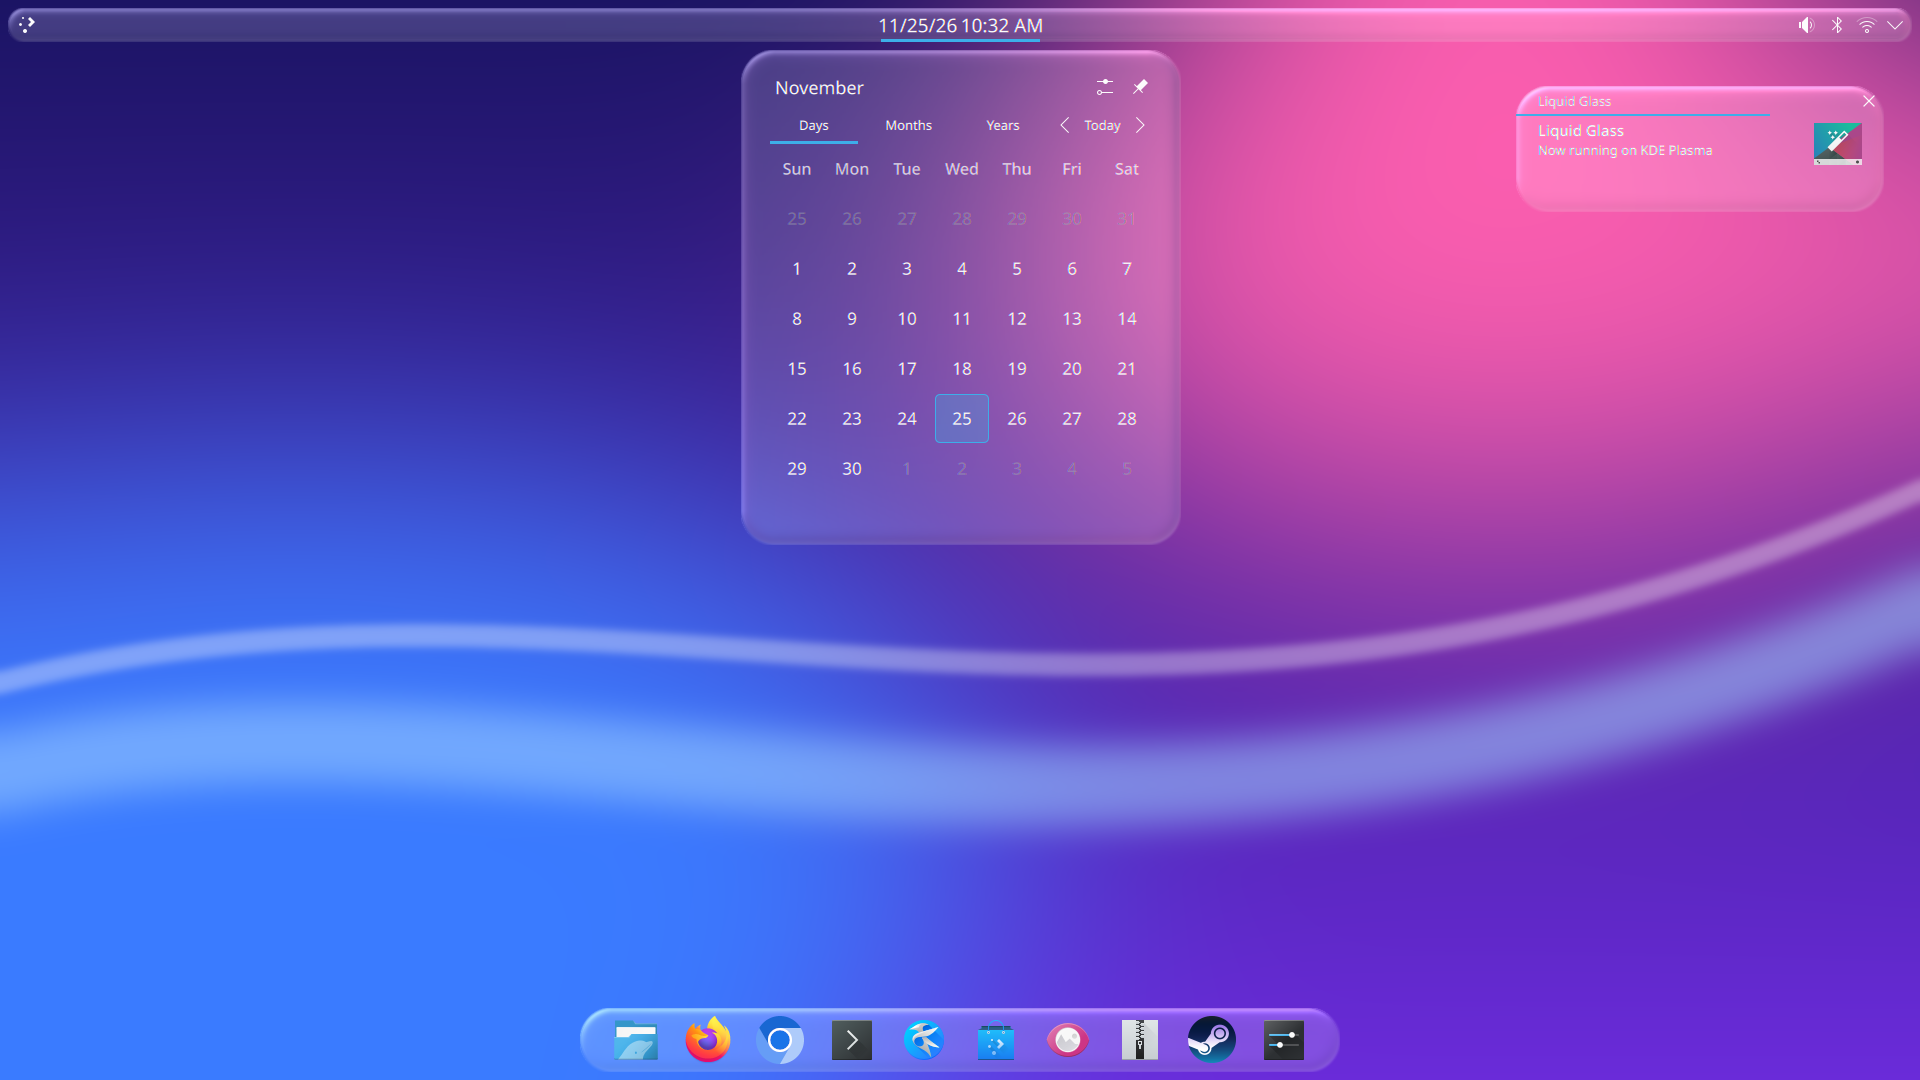 11/25/26 10:32 AM
November
Days Months Years Today
Sun Mon Tue Wed Thu Fri Sat
25 26 27 28 29 30 31
1 2 3 4 5 6 7
8 9 10 11 12 13 14
15 16 17 18 19 20 21
22 23 24 25 26 27 28
29 30 1 2 3 4 5
Liquid Glass
Liquid Glass
Now running on KDE Plasma